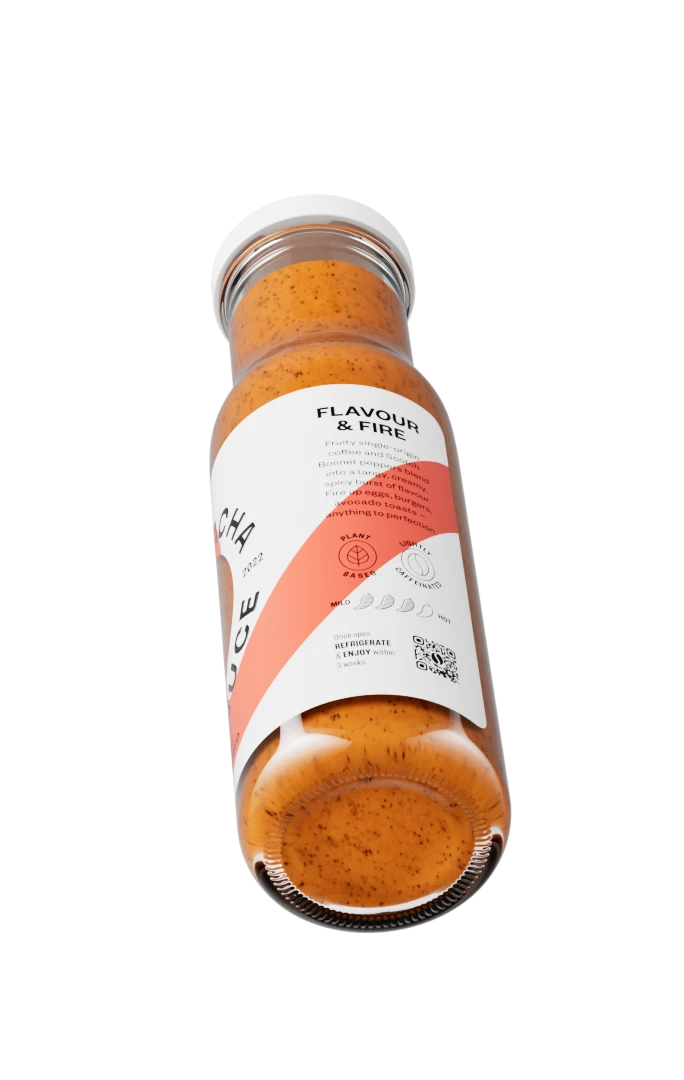 FLAVOUR
& FIRE
Fruity single-origin
coffee and Scotch
Bonnet peppers blend
into a tangy, creamy,
spicy burst of flavour.
Fire up eggs, burgers,
avocado toasts –
anything to perfection.
CHA
2022
UCE
PLANT
BASED
LIGHTLY
CAFFEINATED
MILD
HOT
Once open
REFRIGERATE
& ENJOY within
5 weeks.